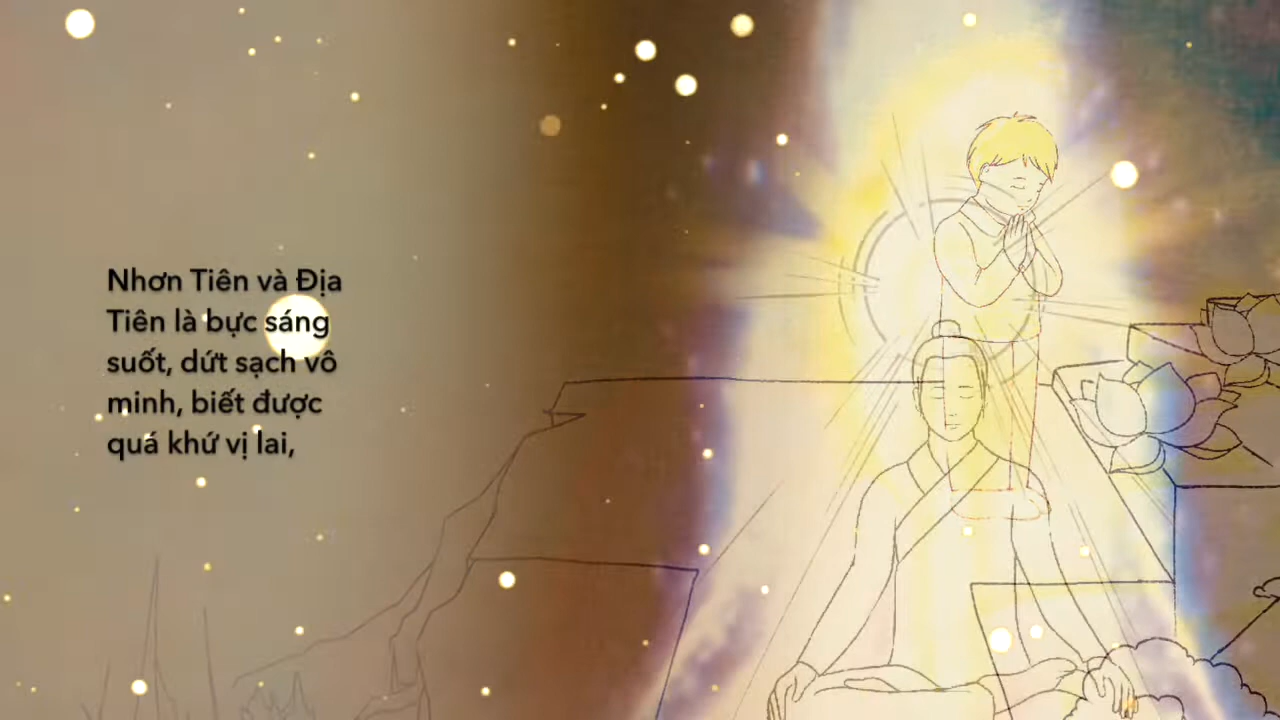 Nhơn Tiên và Địa
Tiên là bực sáng
suốt, dứt sạch vô
minh, biết được
quá khứ vị lai,